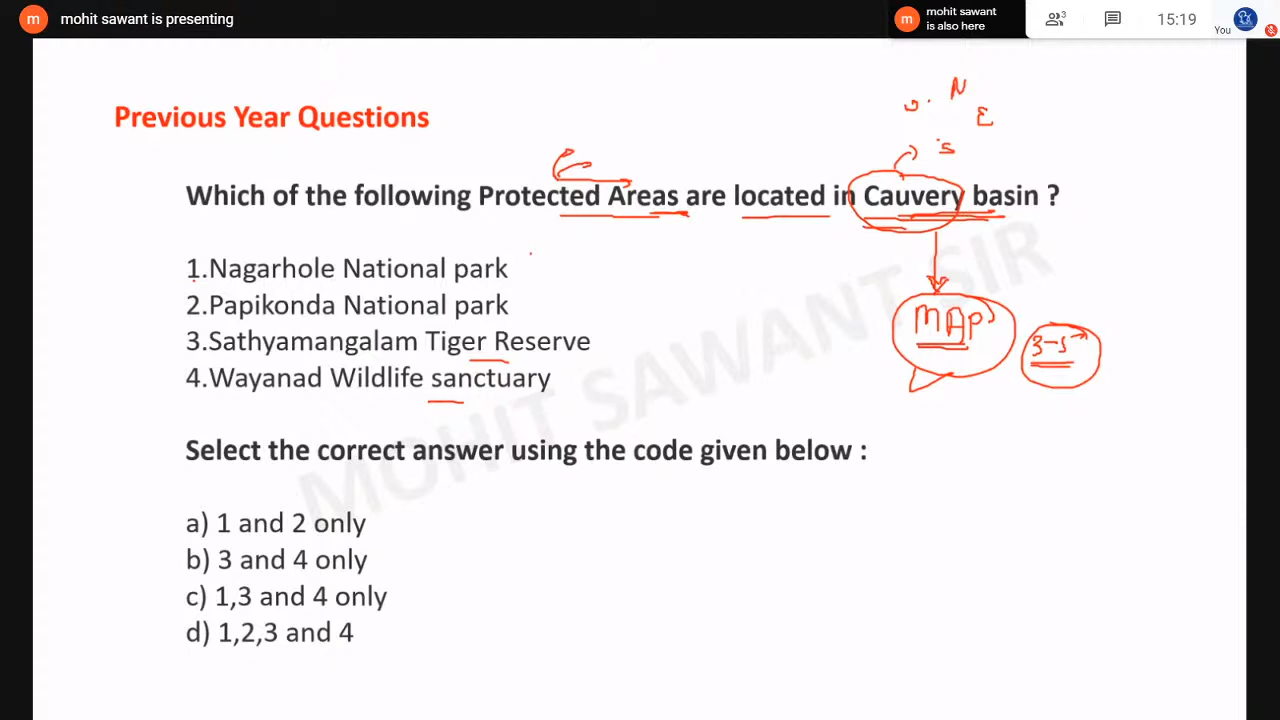 m mohit sawant is presenting
m mohit sawant is also here
3
15:19
You
Previous Year Questions
N
E
S
Which of the following Protected Areas are located in Cauvery basin ?
1.Nagarhole National park
2.Papikonda National park
3.Sathyamangalam Tiger Reserve
4.Wayanad Wildlife sanctuary
MAP
Select the correct answer using the code given below :
a) 1 and 2 only
b) 3 and 4 only
c) 1,3 and 4 only
d) 1,2,3 and 4
MOHIT SAWANT SIR